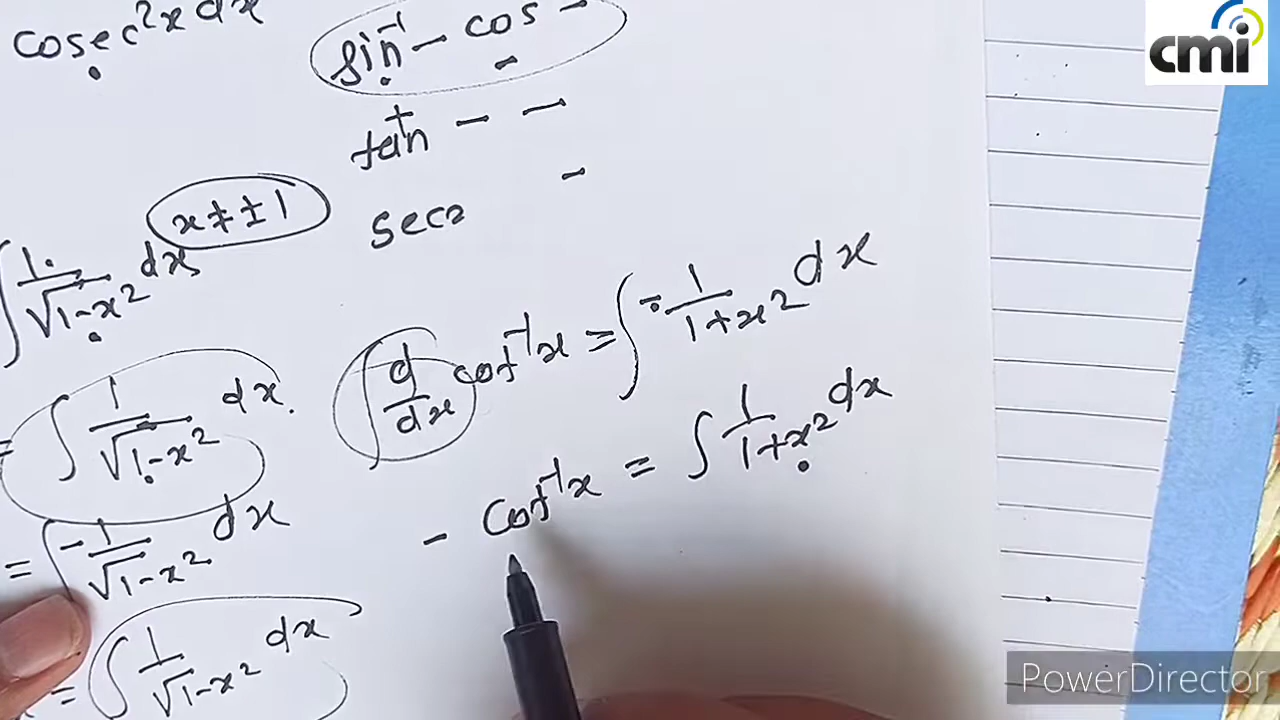 cosec²x dx
sin⁻¹ – cos –
tan⁻¹ – –
–
x ≠ ± 1
sec
∫ 1/√1-x² dx
∫ d/dx cot⁻¹x = ∫ - 1/1+x² dx
= ∫ 1/√1-x² dx.
- cot⁻¹x = ∫ 1/1+x² dx
= ∫ -1/√1-x² dx
= ∫ 1/√1-x² dx
cmi
PowerDirector